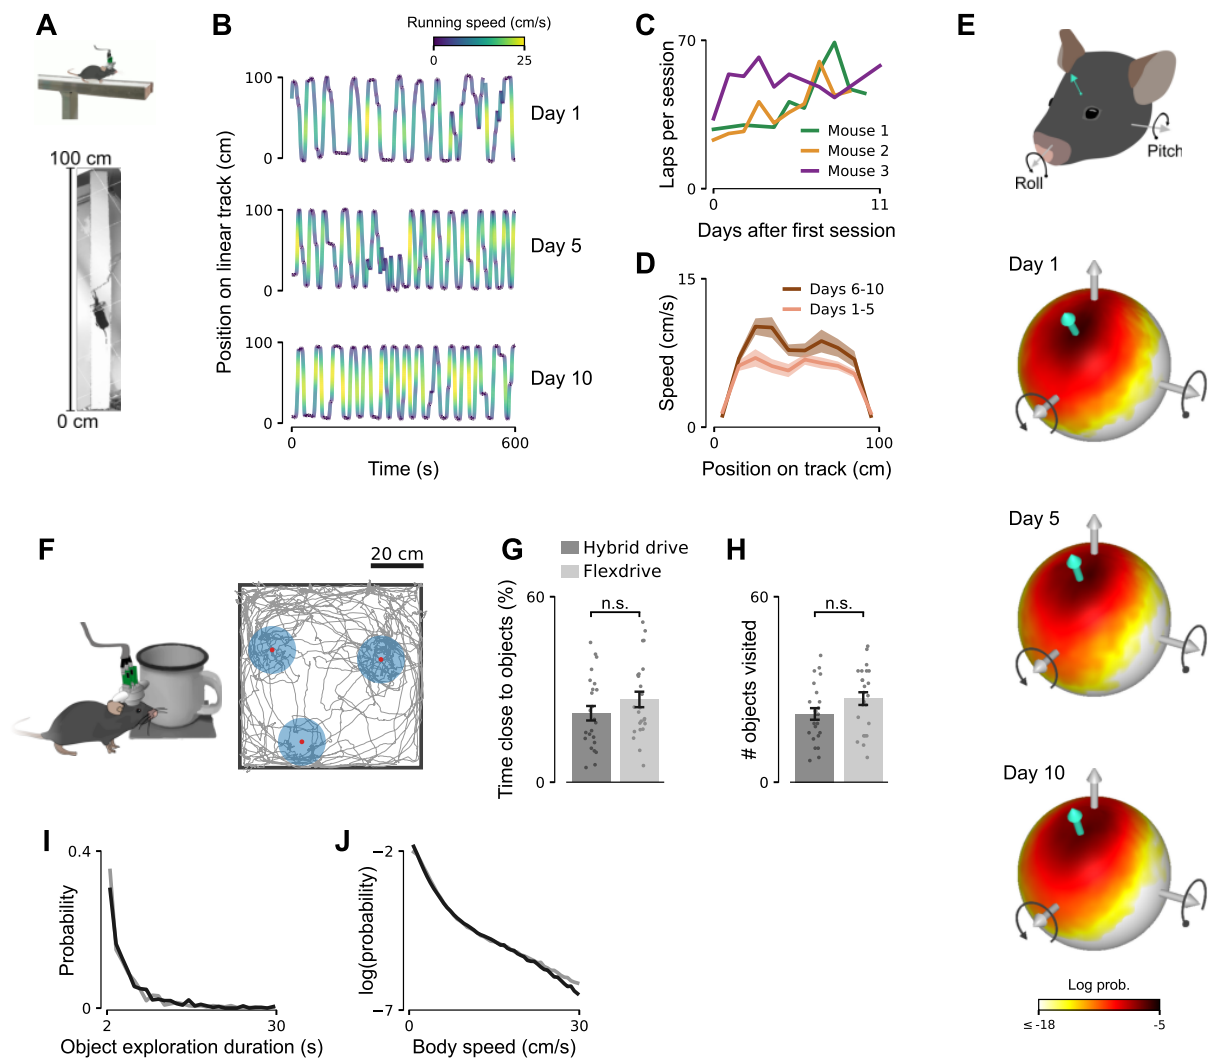 A
100 cm
0 cm
B
Running speed (cm/s)
0
25
Position on linear track (cm)
100
0
Day 1
100
0
Day 5
100
0
Day 10
0
600
Time (s)
C
Laps per session
70
0
Mouse 1
Mouse 2
Mouse 3
0
11
Days after first session
D
Speed (cm/s)
15
0
Days 6-10
Days 1-5
0
100
Position on track (cm)
E
Pitch
Roll
Day 1
Day 5
Day 10
Log prob.
≤ -18
-5
F
20 cm
G
Hybrid drive
Flexdrive
Time close to objects (%)
60
0
n.s.
H
# objects visited
60
0
n.s.
I
Probability
0.4
0
2
30
Object exploration duration (s)
J
log(probability)
−2
−7
0
30
Body speed (cm/s)